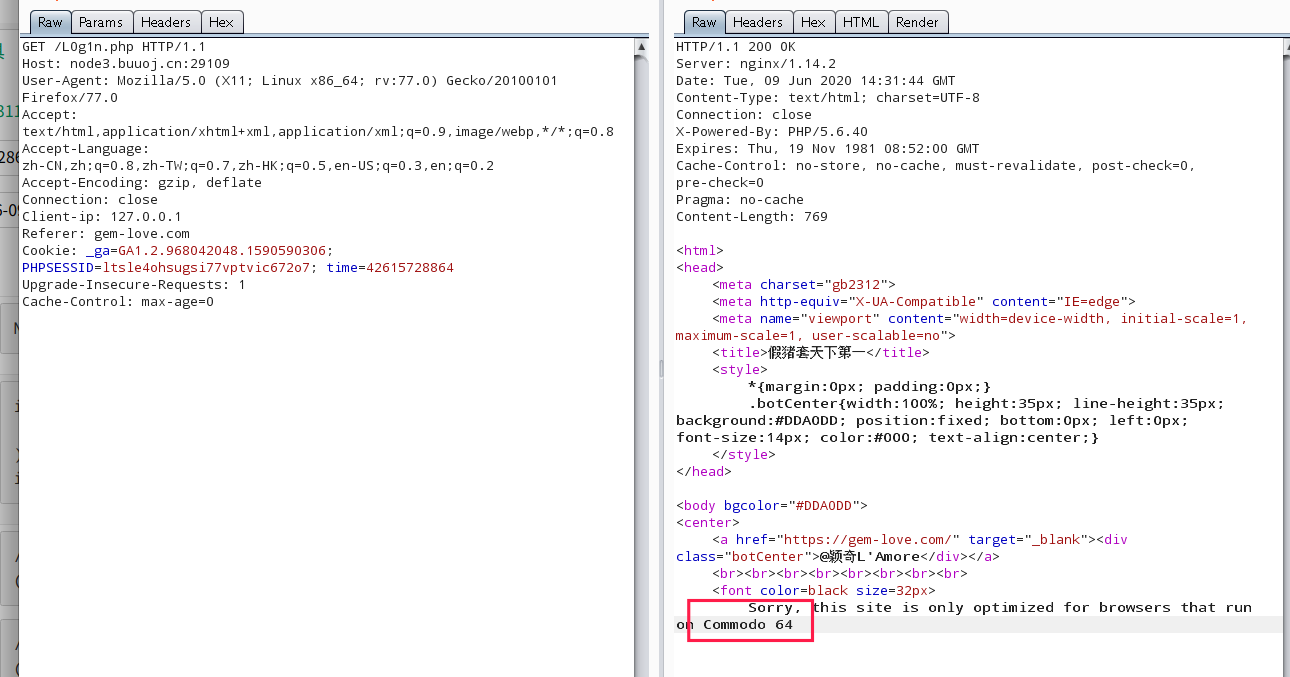 Raw Params Headers Hex
GET /L0g1n.php HTTP/1.1
Host: node3.buuoj.cn:29109
User-Agent: Mozilla/5.0 (X11; Linux x86_64; rv:77.0) Gecko/20100101
Firefox/77.0
Accept:
text/html,application/xhtml+xml,application/xml;q=0.9,image/webp,*/*;q=0.8
Accept-Language:
zh-CN,zh;q=0.8,zh-TW;q=0.7,zh-HK;q=0.5,en-US;q=0.3,en;q=0.2
Accept-Encoding: gzip, deflate
Connection: close
Client-ip: 127.0.0.1
Referer: gem-love.com
Cookie: _ga=GA1.2.968042048.1590590306;
PHPSESSID=ltsle4ohsugsi77vptvic672o7; time=42615728864
Upgrade-Insecure-Requests: 1
Cache-Control: max-age=0
Raw Headers Hex HTML Render
HTTP/1.1 200 OK
Server: nginx/1.14.2
Date: Tue, 09 Jun 2020 14:31:44 GMT
Content-Type: text/html; charset=UTF-8
Connection: close
X-Powered-By: PHP/5.6.40
Expires: Thu, 19 Nov 1981 08:52:00 GMT
Cache-Control: no-store, no-cache, must-revalidate, post-check=0,
pre-check=0
Pragma: no-cache
Content-Length: 769
<html>
<head>
<meta charset="gb2312">
<meta http-equiv="X-UA-Compatible" content="IE=edge">
<meta name="viewport" content="width=device-width, initial-scale=1,
maximum-scale=1, user-scalable=no">
<title>假猪套天下第一</title>
<style>
*{margin:0px; padding:0px;}
.botCenter{width:100%; height:35px; line-height:35px;
background:#DDA0DD; position:fixed; bottom:0px; left:0px;
font-size:14px; color:#000; text-align:center;}
</style>
</head>
<body bgcolor="#DDA0DD">
<center>
<a href="https://gem-love.com/" target="_blank"><div
class="botCenter">@颖奇L'Amore</div></a>
<br><br><br><br><br><br><br><br>
<font color=black size=32px>
Sorry, this site is only optimized for browsers that run
on Commodo 64